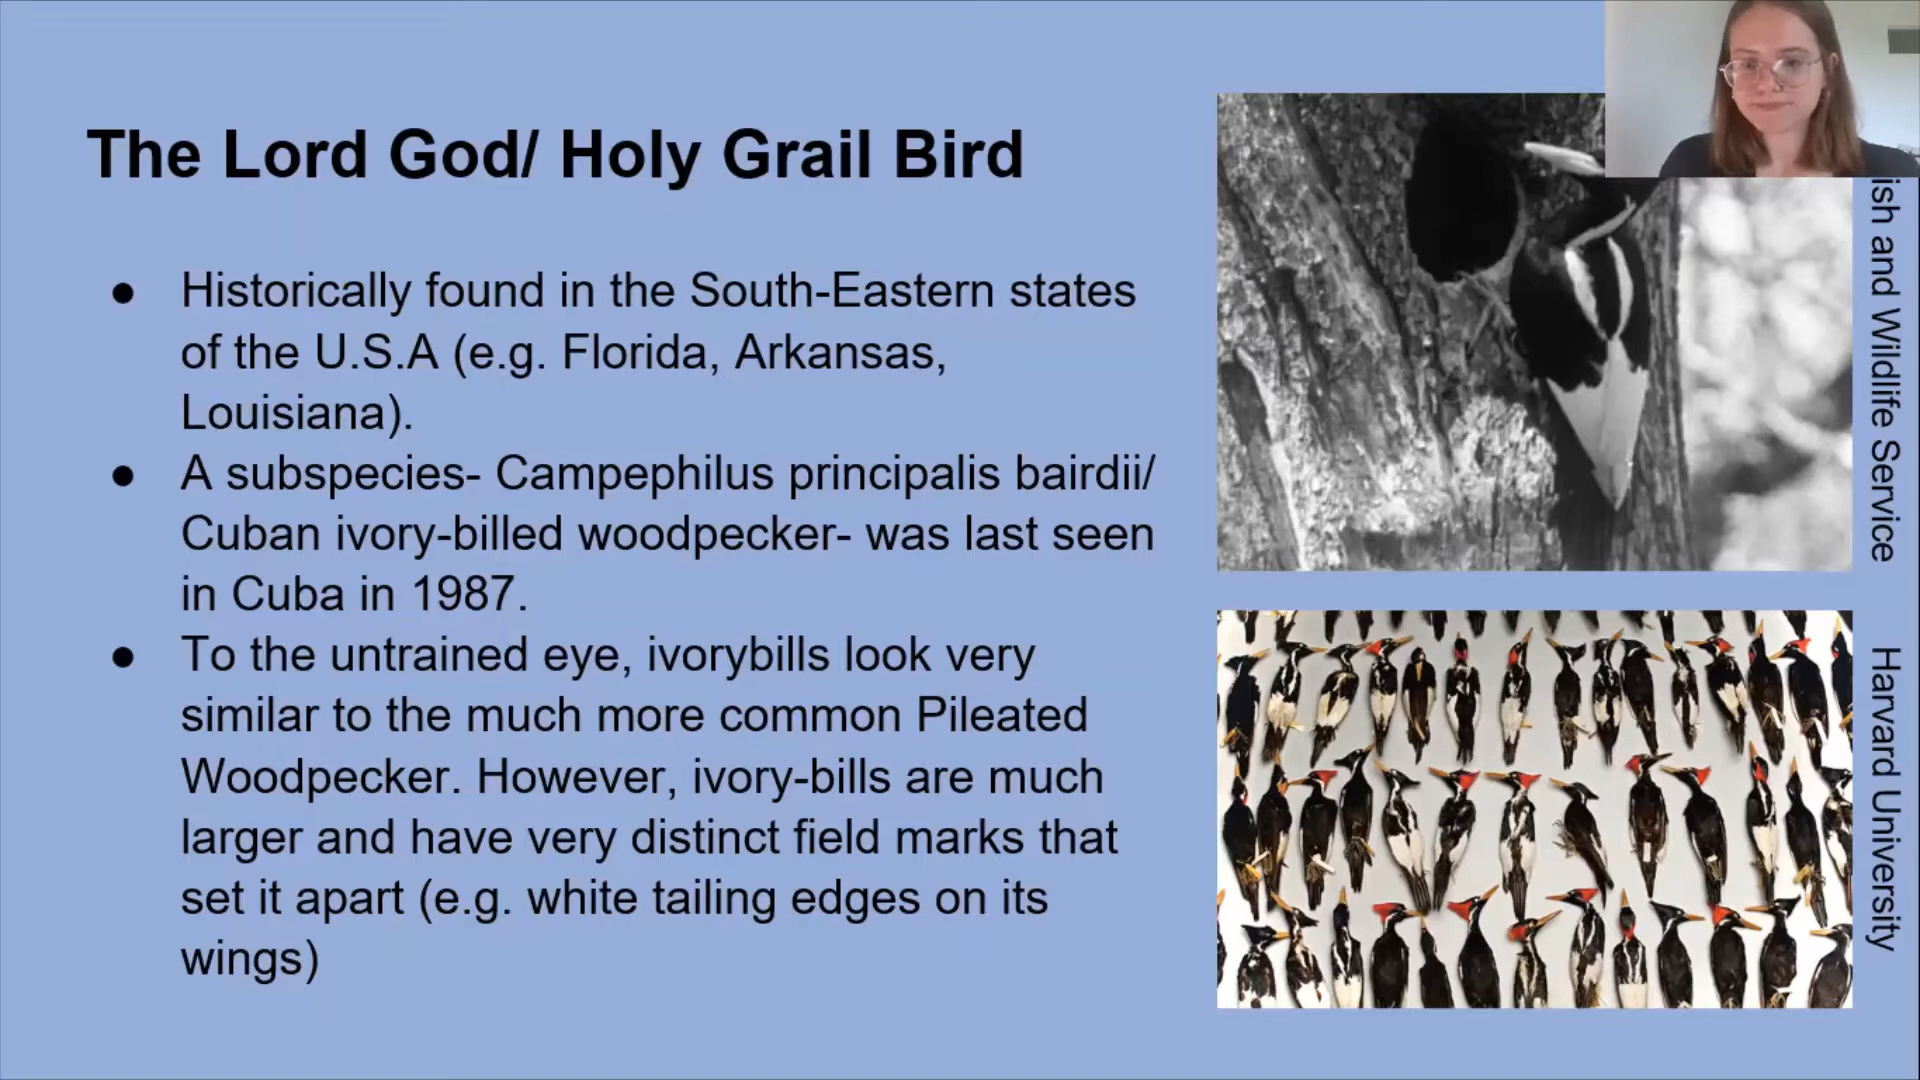 The Lord God/ Holy Grail Bird
● Historically found in the South-Eastern states
of the U.S.A (e.g. Florida, Arkansas,
Louisiana).
● A subspecies- Campephilus principalis bairdii/
Cuban ivory-billed woodpecker- was last seen
in Cuba in 1987.
● To the untrained eye, ivorybills look very
similar to the much more common Pileated
Woodpecker. However, ivory-bills are much
larger and have very distinct field marks that
set it apart (e.g. white tailing edges on its
wings)
ish and Wildlife Service
Harvard University